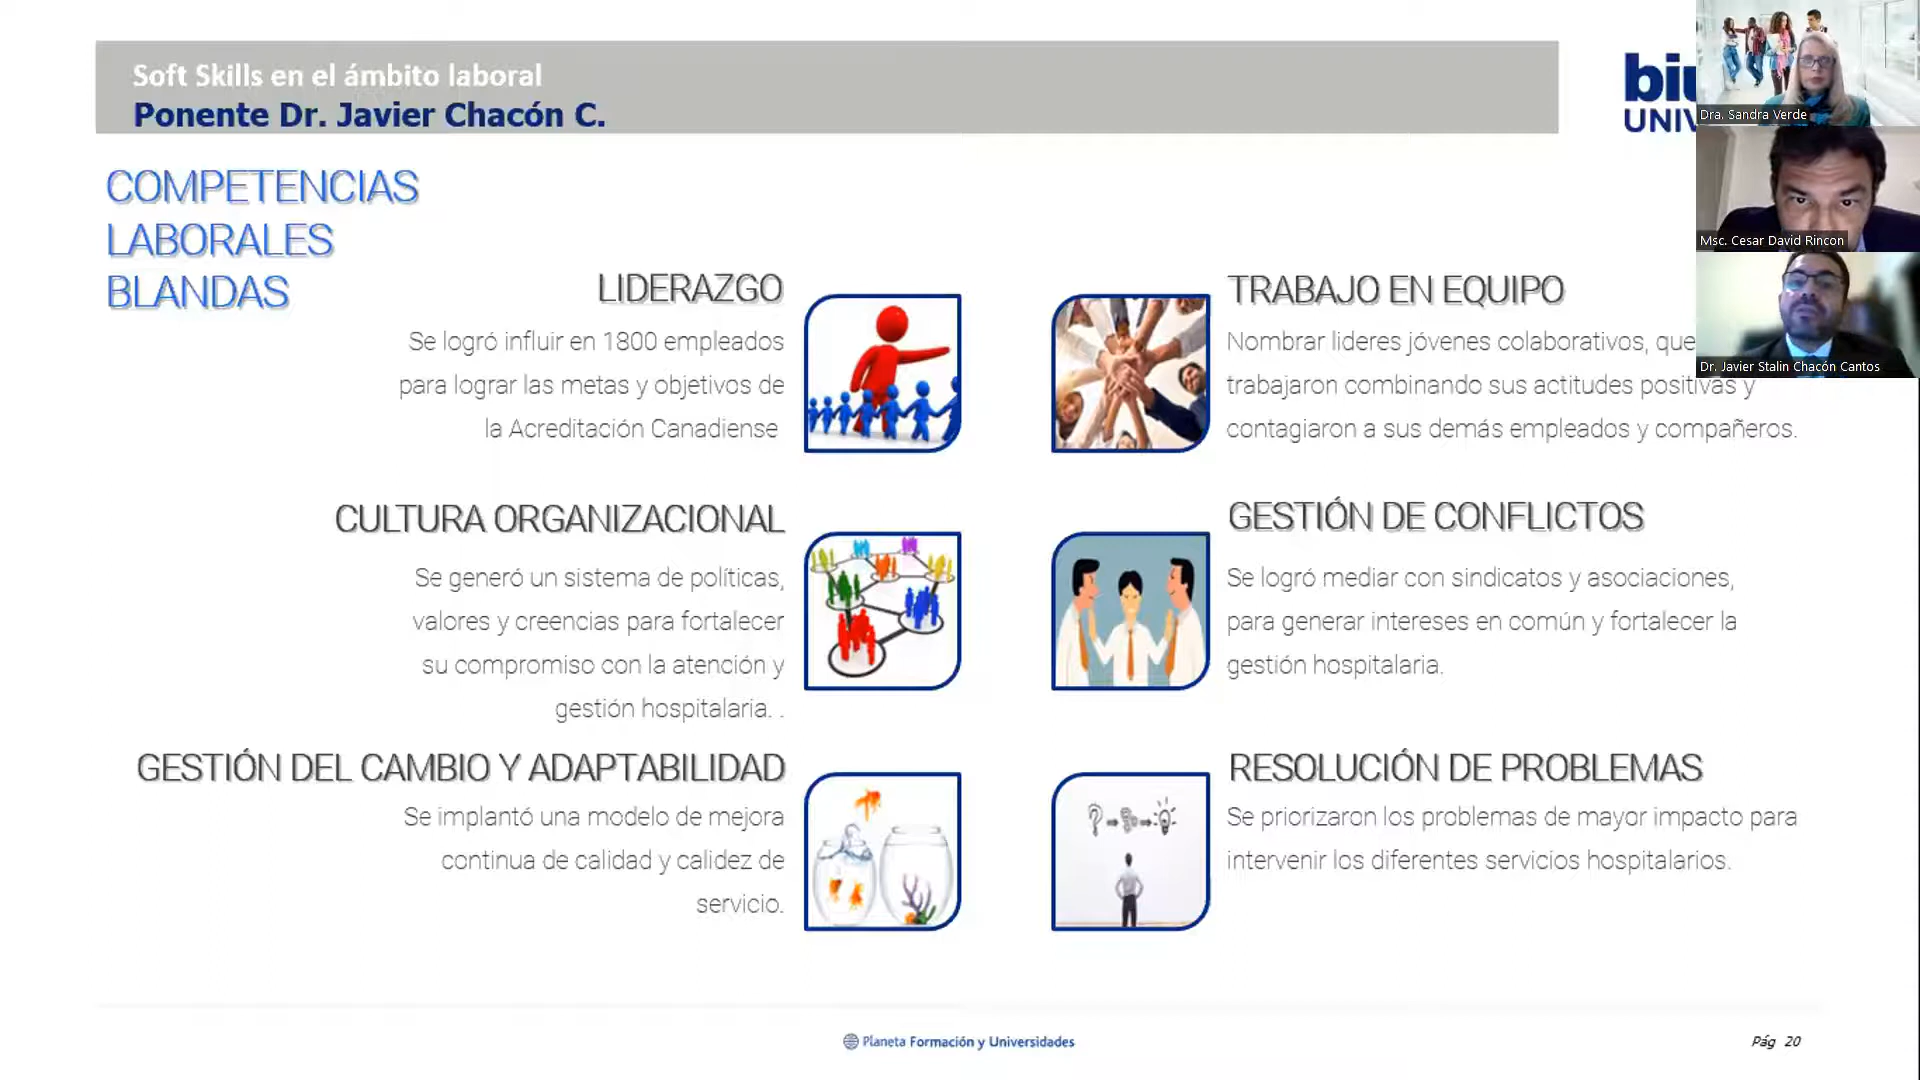 Soft Skills en el ámbito laboral
Ponente Dr. Javier Chacón C.
COMPETENCIAS
LABORALES
BLANDAS
LIDERAZGO
Se logró influir en 1800 empleados
para lograr las metas y objetivos de
la Acreditación Canadiense
CULTURA ORGANIZACIONAL
Se generó un sistema de políticas,
valores y creencias para fortalecer
su compromiso con la atención y
gestión hospitalaria. .
GESTIÓN DEL CAMBIO Y ADAPTABILIDAD
Se implantó una modelo de mejora
continua de calidad y calidez de
servicio.
TRABAJO EN EQUIPO
Nombrar lideres jóvenes colaborativos, que
trabajaron combinando sus actitudes positivas y
contagiaron a sus demás empleados y compañeros.
GESTIÓN DE CONFLICTOS
Se logró mediar con sindicatos y asociaciones,
para generar intereses en común y fortalecer la
gestión hospitalaria.
RESOLUCIÓN DE PROBLEMAS
Se priorizaron los problemas de mayor impacto para
intervenir los diferentes servicios hospitalarios.
Dra. Sandra Verde
Msc. Cesar David Rincon
Dr. Javier Stalin Chacón Cantos
Planeta Formación y Universidades
Pág 20